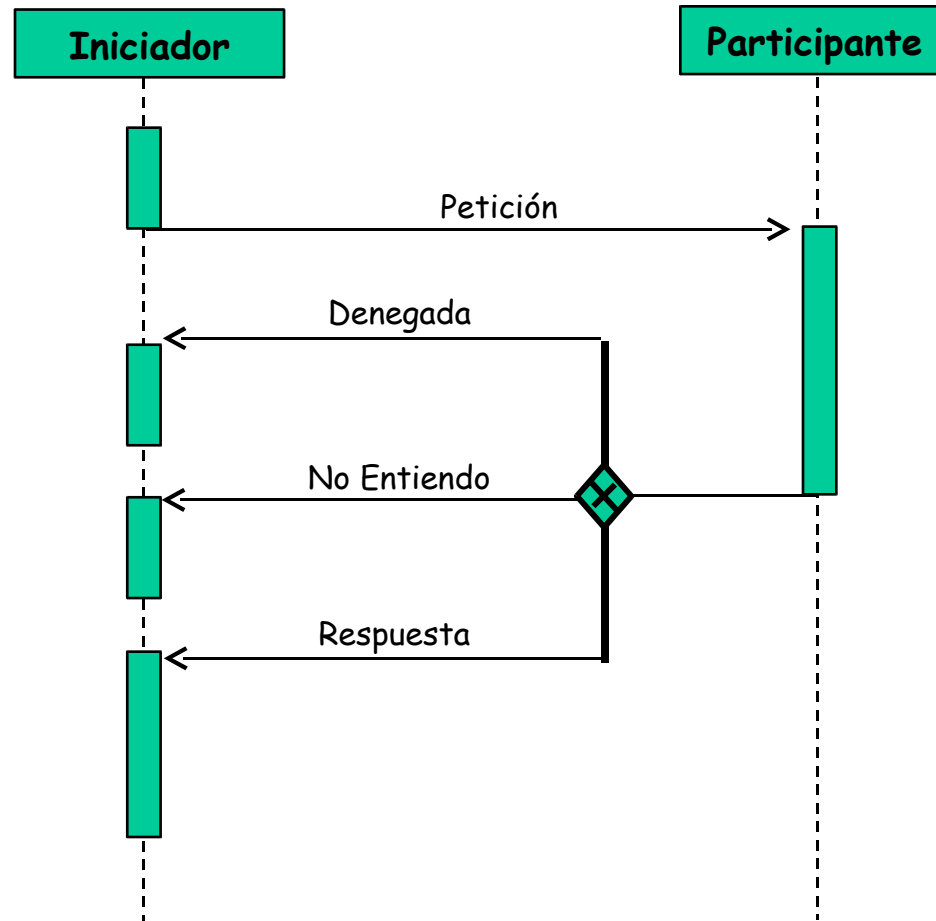 Iniciador
Participante
Petición
Denegada
No Entiendo
Respuesta